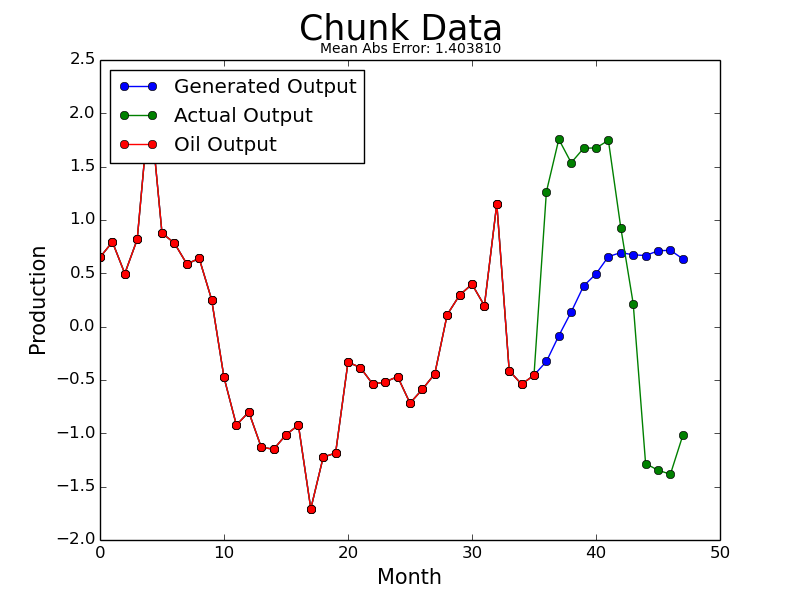 Chunk Data
Mean Abs Error: 1.403810
Generated Output
Actual Output
Oil Output
2.5
2.0
1.5
1.0
0.5
0.0
−0.5
−1.0
−1.5
−2.0
Production
0 10 20 30 40 50
Month